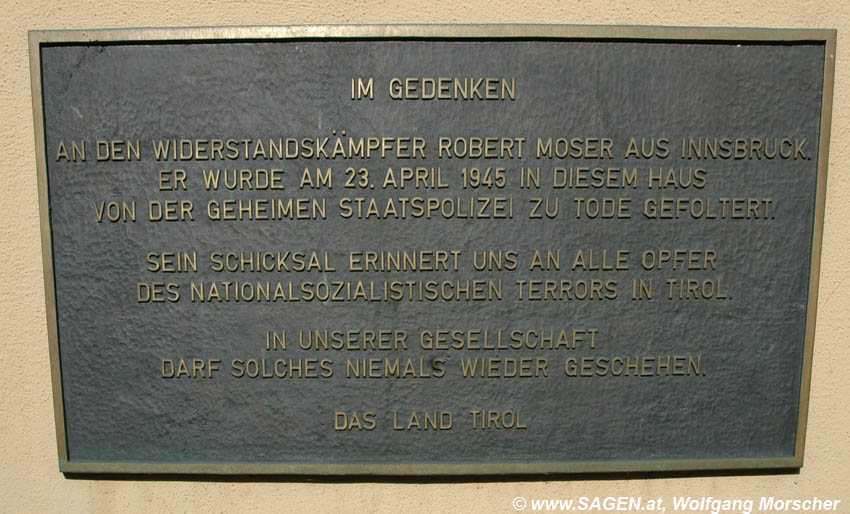 IM GEDENKEN
AN DEN WIDERSTANDSKÄMPFER ROBERT MOSER AUS INNSBRUCK.
ER WURDE AM 23. APRIL 1945 IN DIESEM HAUS
VON DER GEHEIMEN STAATSPOLIZEI ZU TODE GEFOLTERT.
SEIN SCHICKSAL ERINNERT UNS AN ALLE OPFER
DES NATIONALSOZIALISTISCHEN TERRORS IN TIROL.
IN UNSERER GESELLSCHAFT
DARF SOLCHES NIEMALS WIEDER GESCHEHEN.
DAS LAND TIROL
© www.SAGEN.at, Wolfgang Morscher